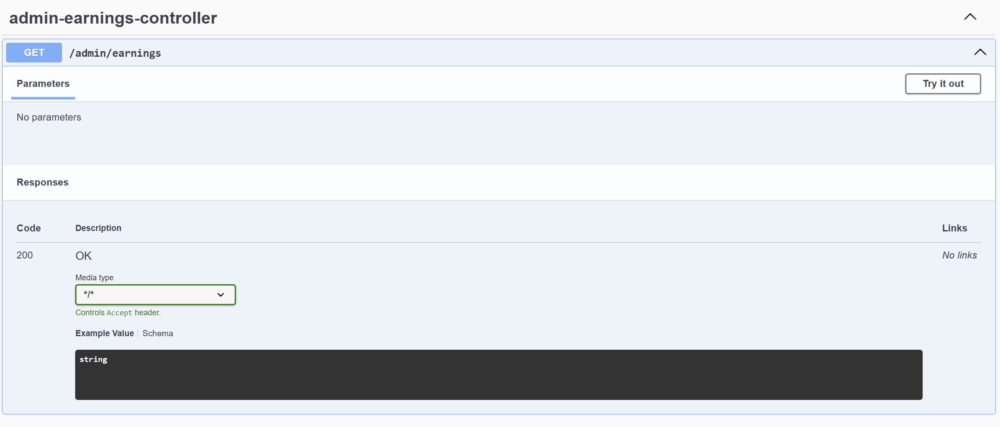 admin-earnings-controller
GET /admin/earnings
Parameters Try it out
No parameters
Responses
Code Description Links
200 OK No links
Media type
*/*
Controls Accept header.
Example Value Schema
string